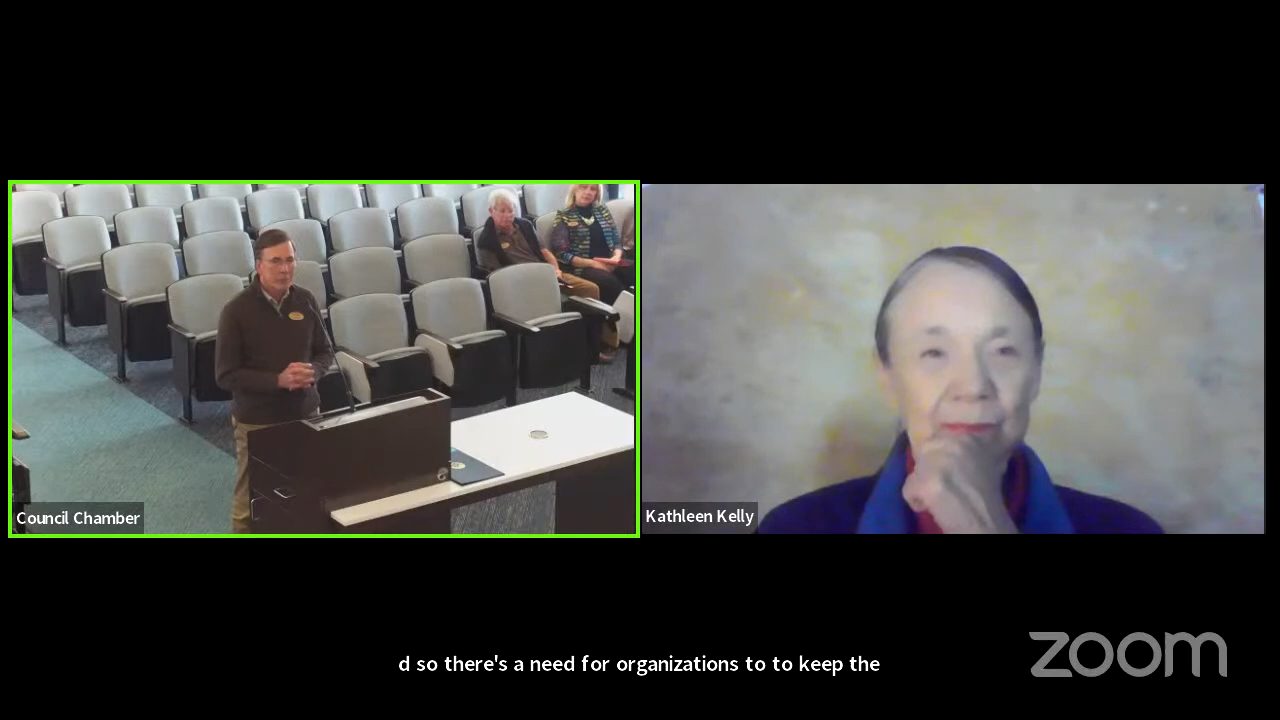 Council Chamber
Kathleen Kelly
d so there's a need for organizations to to keep the
zoom